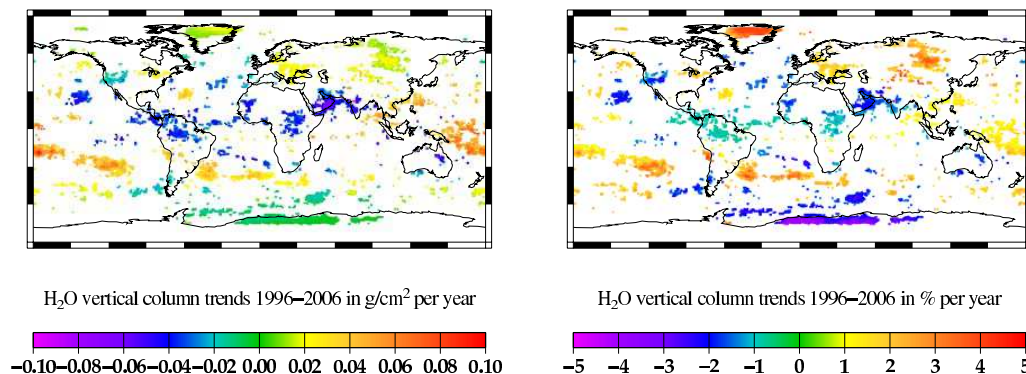 H₂O vertical column trends 1996–2006 in g/cm² per year
−0.10 −0.08 −0.06 −0.04 −0.02 0.00 0.02 0.04 0.06 0.08 0.10
H₂O vertical column trends 1996–2006 in % per year
−5 −4 −3 −2 −1 0 1 2 3 4 5